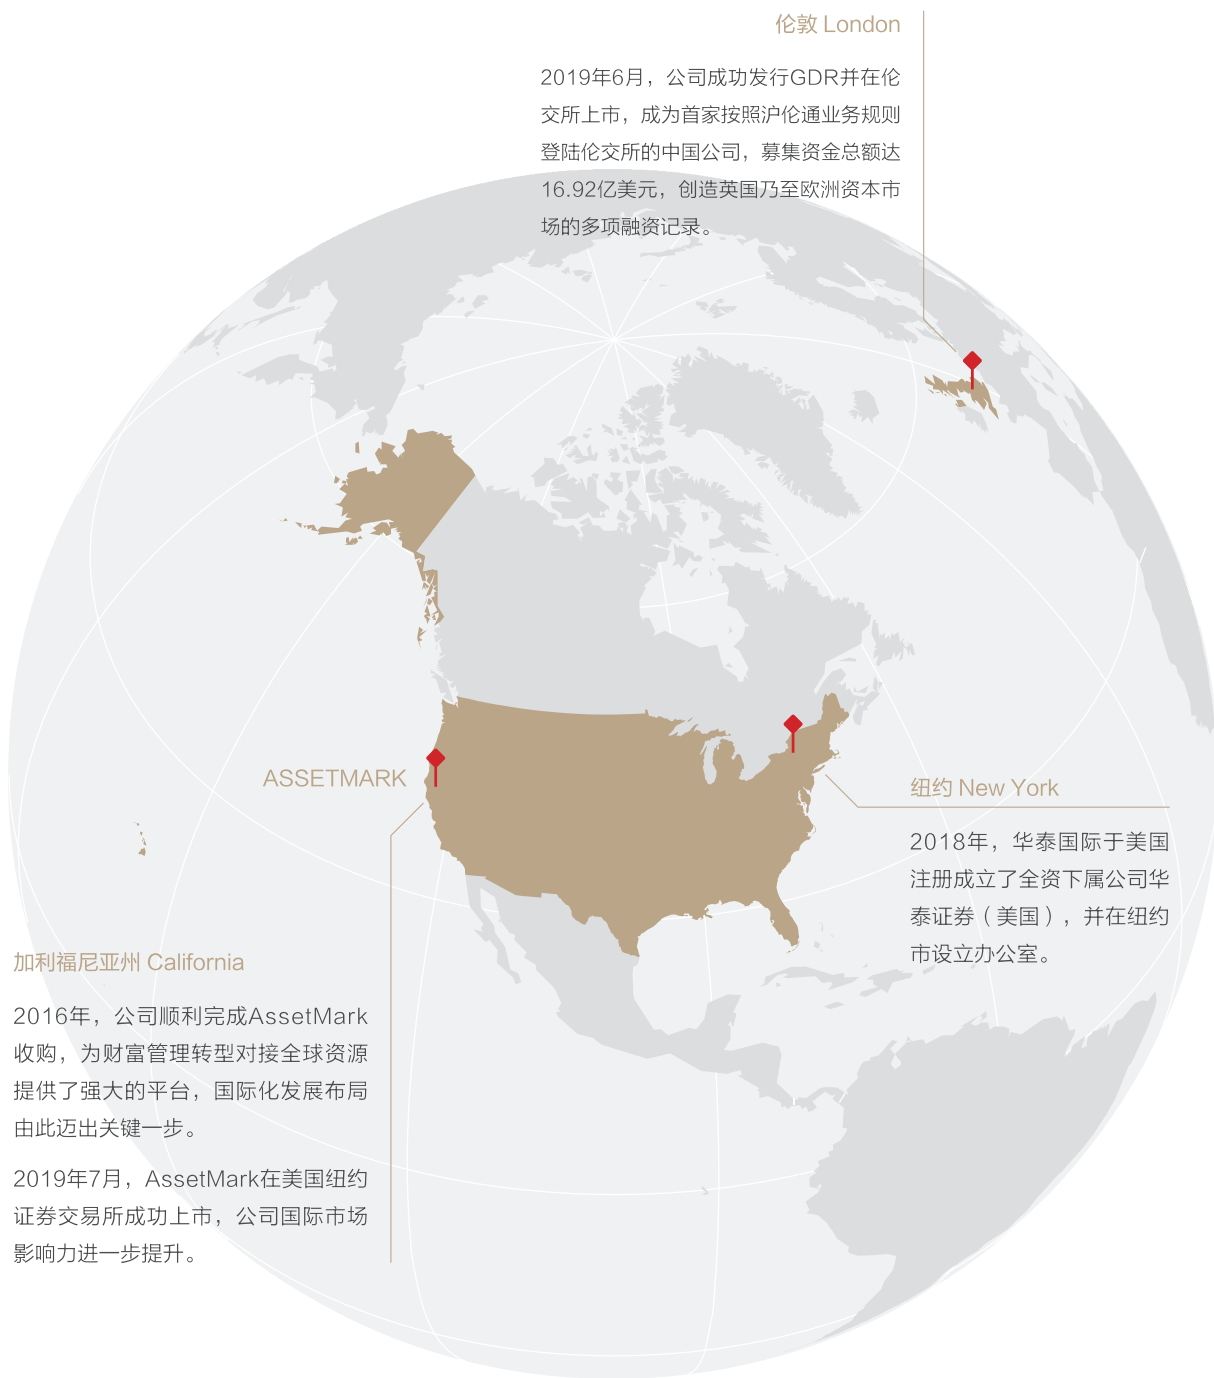 伦敦 London
2019年6月，公司成功发行GDR并在伦
交所上市，成为首家按照沪伦通业务规则
登陆伦交所的中国公司，募集资金总额达
16.92亿美元，创造英国乃至欧洲资本市
场的多项融资记录。
ASSETMARK
纽约 New York
2018年，华泰国际于美国
注册成立了全资下属公司华
泰证券（美国），并在纽约
市设立办公室。
加利福尼亚州 California
2016年，公司顺利完成AssetMark
收购，为财富管理转型对接全球资源
提供了强大的平台，国际化发展布局
由此迈出关键一步。
2019年7月，AssetMark在美国纽约
证券交易所成功上市，公司国际市场
影响力进一步提升。